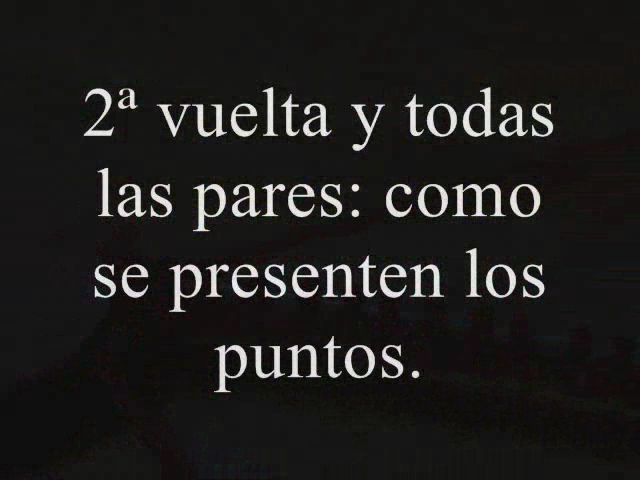 2ª vuelta y todas
las pares: como
se presenten los
puntos.